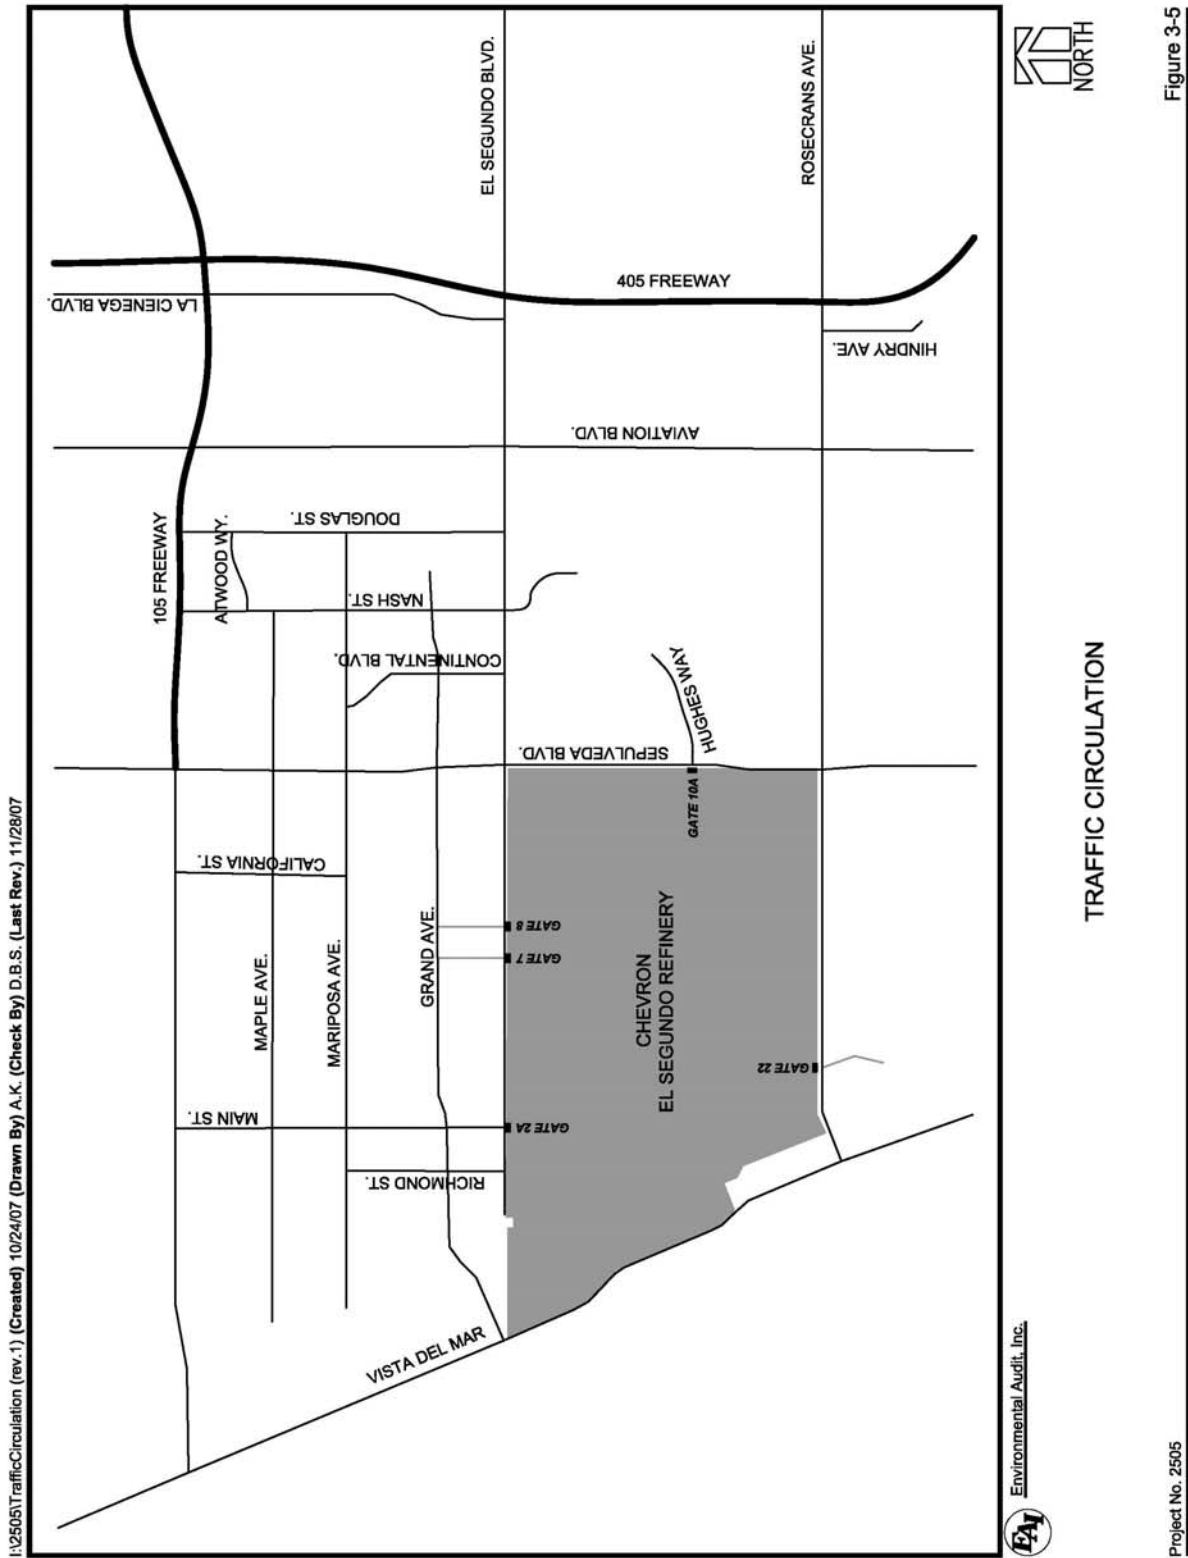 I:\2505\TrafficCirculation (rev.1) (Created) 10/24/07 (Drawn By) A.K. (Check By) D.B.S. (Last Rev.) 11/28/07
105 FREEWAY
LA CIENEGA BLVD.
ATWOOD WY.
DOUGLAS ST.
NASH ST.
CONTINENTAL BLVD.
CALIFORNIA ST.
MAPLE AVE.
MARIPOSA AVE.
GRAND AVE.
MAIN ST.
RICHMOND ST.
VISTA DEL MAR
EL SEGUNDO BLVD.
405 FREEWAY
AVIATION BLVD.
SEPULVEDA BLVD.
HUGHES WAY
GATE 10A
GATE 8
GATE 7
GATE 2A
GATE 22
CHEVRON
EL SEGUNDO REFINERY
ROSECRANS AVE.
HINDRY AVE.
NORTH
EAI
Environmental Audit, Inc.
TRAFFIC CIRCULATION
Project No. 2505
Figure 3-5